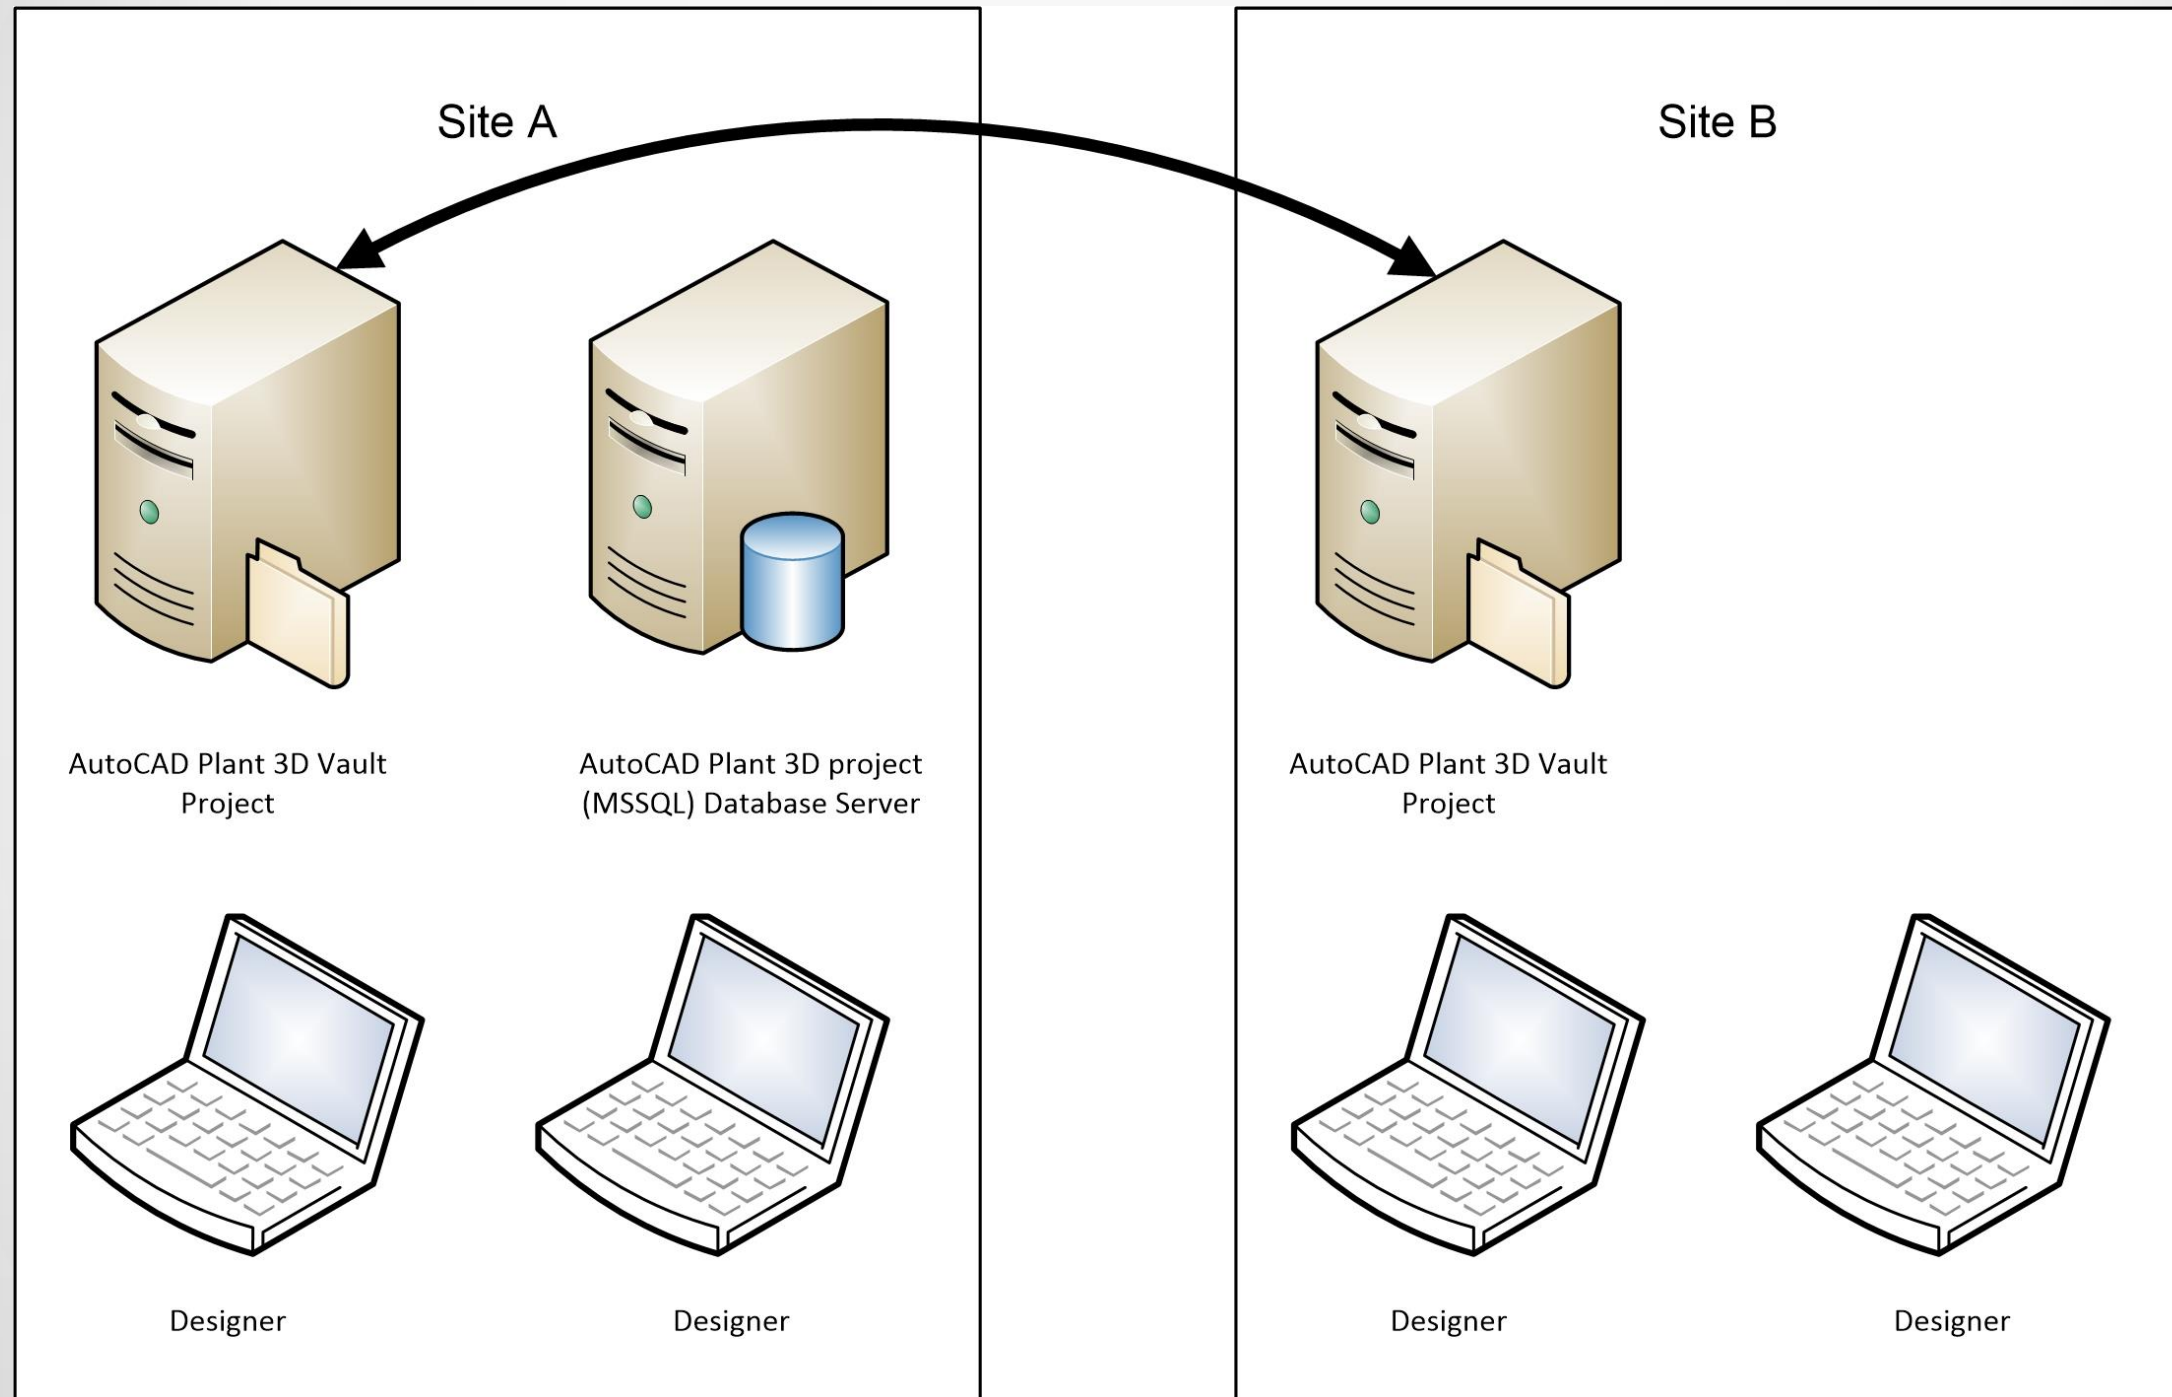 Site A
Site B
AutoCAD Plant 3D Vault
Project
AutoCAD Plant 3D project
(MSSQL) Database Server
AutoCAD Plant 3D Vault
Project
Designer
Designer
Designer
Designer